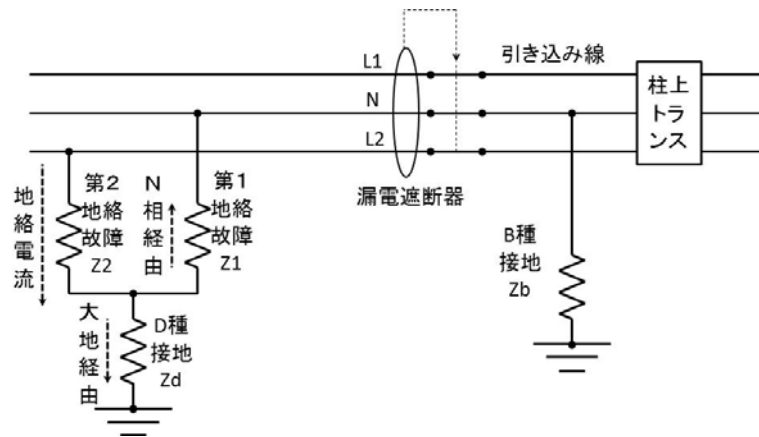 L1
引き込み線
柱上
トラ
ンス
N
L2
漏電遮断器
地絡電流
第2
地絡
故障
Z2
N相経由
第1
地絡
故障
Z1
B種
接地
Zb
大地経由
D種
接地
Zd